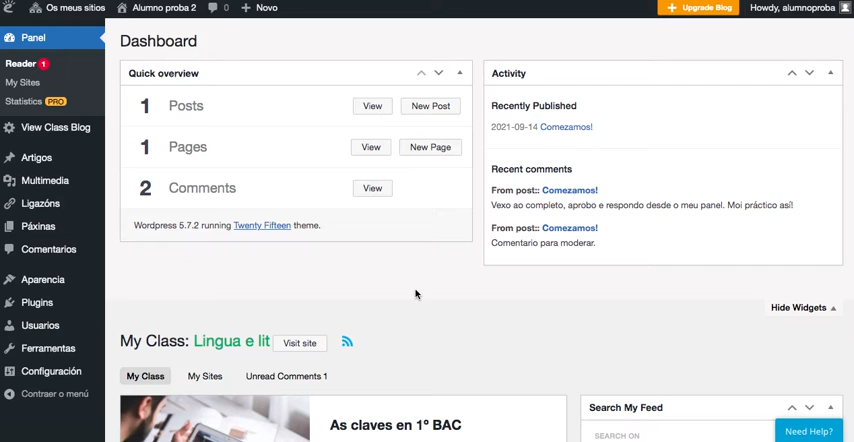 Os meus sitios
Alumno proba 2
0
Novo
Upgrade Blog
Howdy, alumnoproba
Panel
Reader 1
My Sites
Statistics PRO
View Class Blog
Artigos
Multimedia
Ligazóns
Páxinas
Comentarios
Aparencia
Plugins
Usuarios
Ferramentas
Configuración
Contraer o menú
Dashboard
Quick overview
1 Posts View New Post
1 Pages View New Page
2 Comments View
Wordpress 5.7.2 running Twenty Fifteen theme.
Activity
Recently Published
2021-09-14 Comezamos!
Recent comments
From post:: Comezamos!
Vexo ao completo, aprobo e respondo desde o meu panel. Moi práctico así!
From post:: Comezamos!
Comentario para moderar.
Hide Widgets
My Class: Lingua e lit Visit site
My Class
My Sites
Unread Comments 1
As claves en 1º BAC
Search My Feed
SEARCH ON
Need Help?